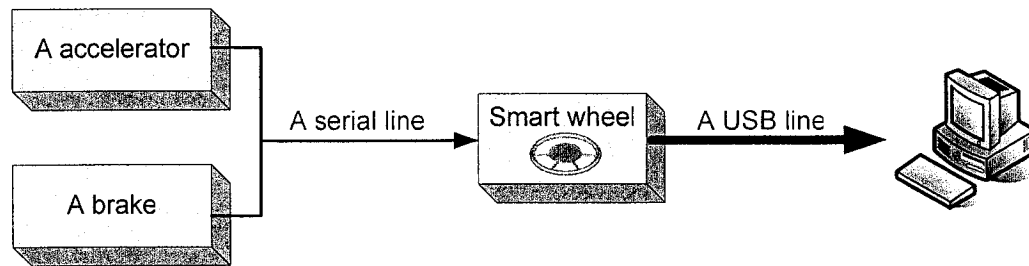 A accelerator
A serial line
Smart wheel
A USB line
A brake